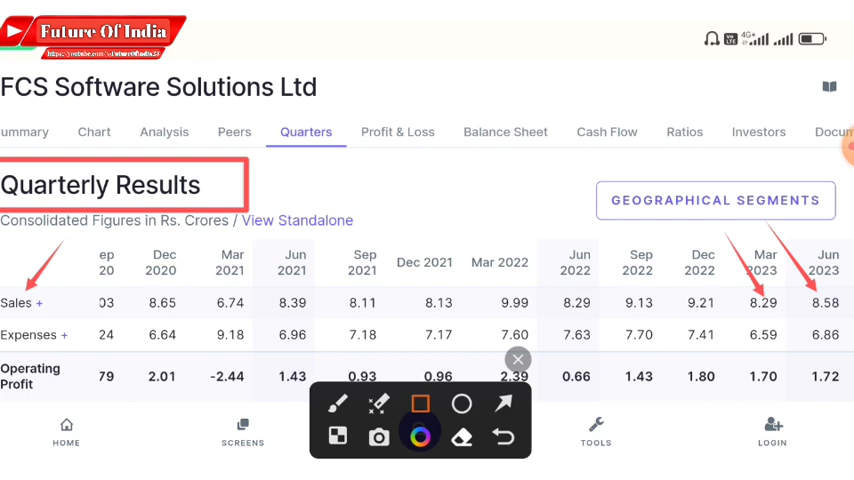 Future Of India
4G+
VO LTE
FCS Software Solutions Ltd
ummary Chart Analysis Peers Quarters Profit & Loss Balance Sheet Cash Flow Ratios Investors Docum
Quarterly Results
GEOGRAPHICAL SEGMENTS
Consolidated Figures in Rs. Crores / View Standalone
ep 20 Dec 2020 Mar 2021 Jun 2021 Sep 2021 Dec 2021 Mar 2022 Jun 2022 Sep 2022 Dec 2022 Mar 2023 Jun 2023
Sales + 03 8.65 6.74 8.39 8.11 8.13 9.99 8.29 9.13 9.21 8.29 8.58
Expenses + 24 6.64 9.18 6.96 7.18 7.17 7.60 7.63 7.70 7.41 6.59 6.86
Operating Profit 79 2.01 -2.44 1.43 0.93 0.96 2.39 0.66 1.43 1.80 1.70 1.72
HOME SCREENS TOOLS LOGIN